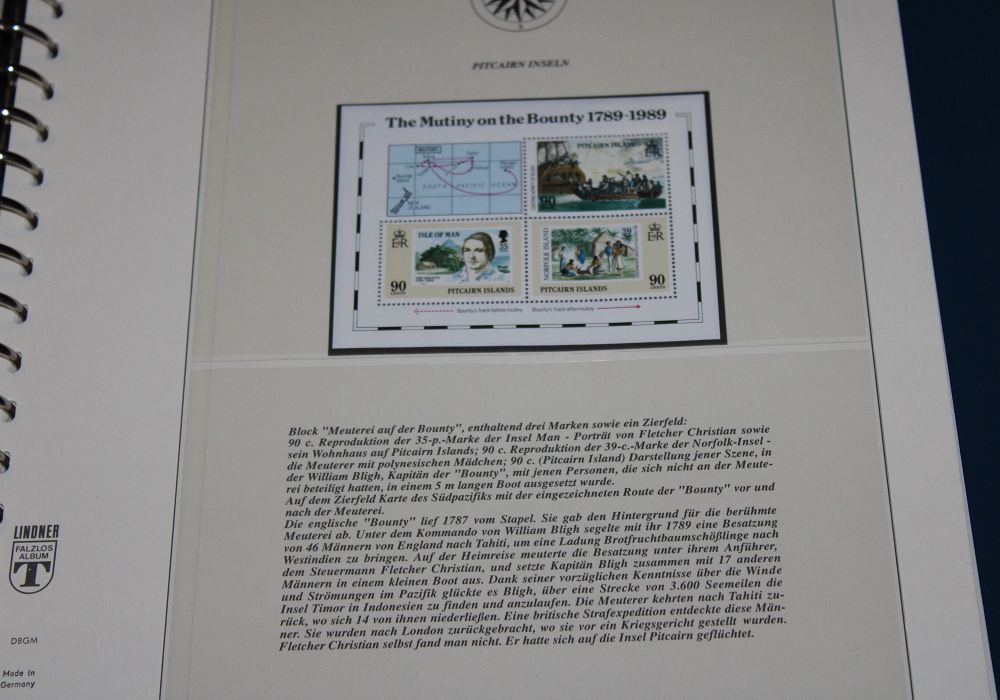 PITCAIRN INSELN
The Mutiny on the Bounty 1789-1989
MUTINY
SOUTH PACIFIC OCEAN
NEW
ZEALAND
PITCAIRN ISLANDS
90
ISLE OF MAN
35
90
CENTS
PITCAIRN ISLANDS
NORFOLK ISLAND
39
90
CENTS
PITCAIRN ISLANDS
Bounty's track before mutiny
Bounty's track after mutiny
Block "Meuterei auf der Bounty", enthaltend drei Marken sowie ein Zierfeld:
90 c. Reproduktion der 35-p.-Marke der Insel Man - Porträt von Fletcher Christian sowie
sein Wohnhaus auf Pitcairn Islands; 90 c. Reproduktion der 39-c.-Marke der Norfolk-Insel -
die Meuterer mit polynesischen Mädchen; 90 c. (Pitcairn Island) Darstellung jener Szene, in
der William Bligh, Kapitän der "Bounty", mit jenen Personen, die sich nicht an der Meute-
rei beteiligt hatten, in einem 5 m langen Boot ausgesetzt wurde.
Auf dem Zierfeld Karte des Südpazifiks mit der eingezeichneten Route der "Bounty" vor und
nach der Meuterei.
Die englische "Bounty" lief 1787 vom Stapel. Sie gab den Hintergrund für die berühmte
Meuterei ab. Unter dem Kommando von William Bligh segelte mit ihr 1789 eine Besatzung
von 46 Männern von England nach Tahiti, um eine Ladung Brotfruchtbaumschößlinge nach
Westindien zu bringen. Auf der Heimreise meuterte die Besatzung unter ihrem Anführer,
dem Steuermann Fletcher Christian, und setzte Kapitän Bligh zusammen mit 17 anderen
Männern in einem kleinen Boot aus. Dank seiner vorzüglichen Kenntnisse über die Winde
und Strömungen im Pazifik glückte es Bligh, über eine Strecke von 3.600 Seemeilen die
Insel Timor in Indonesien zu finden und anzulaufen. Die Meuterer kehrten nach Tahiti zu-
rück, wo sich 14 von ihnen niederließen. Eine britische Strafexpedition entdeckte diese Män-
ner. Sie wurden nach London zurückgebracht, wo sie vor ein Kriegsgericht gestellt wurden.
Fletcher Christian selbst fand man nicht. Er hatte sich auf die Insel Pitcairn geflüchtet.
LINDNER
FALZLOS
ALBUM
T
DBGM
Made in
Germany